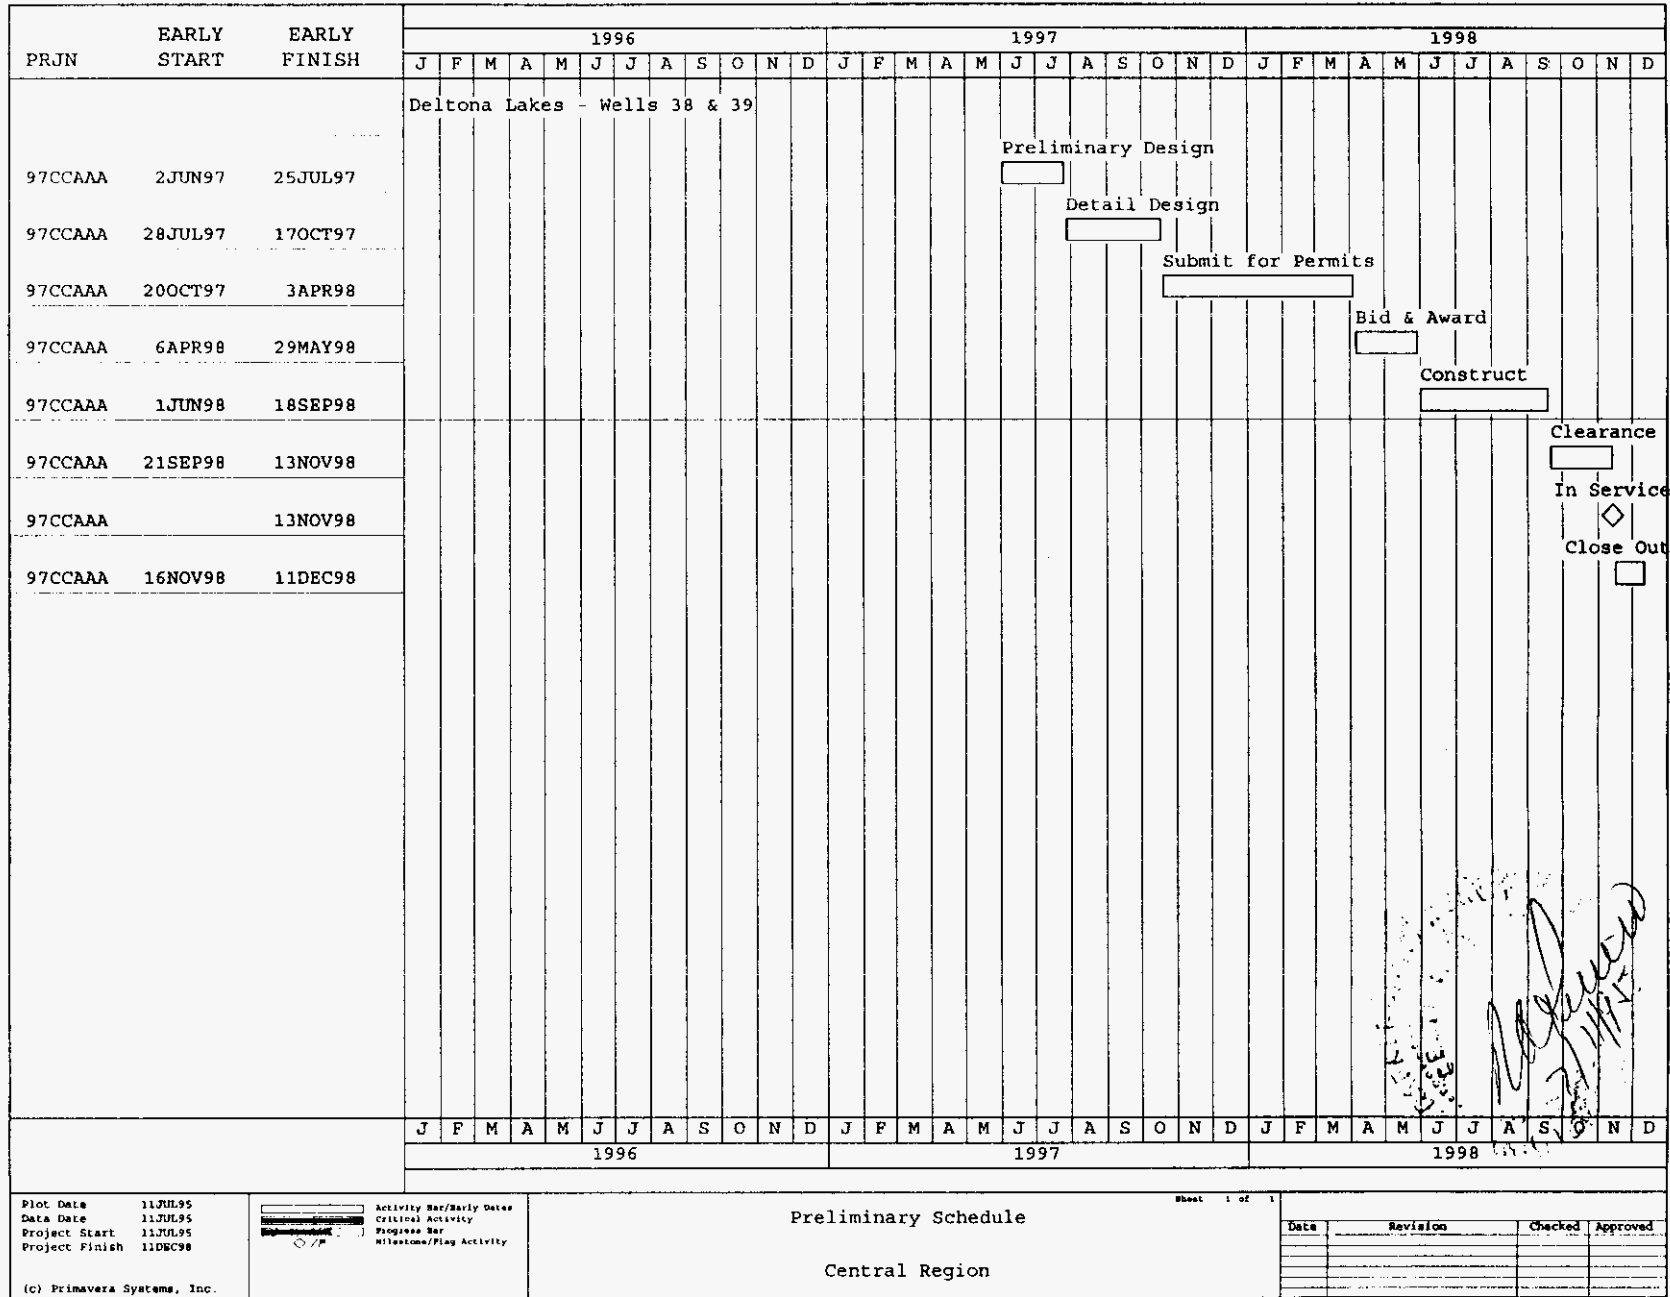 PRJN EARLY START EARLY FINISH
1996 1997 1998
J F M A M J J A S O N D J F M A M J J A S O N D J F M A M J J A S O N D
Deltona Lakes - Wells 38 & 39
Preliminary Design
97CCAAA 2JUN97 25JUL97
Detail Design
97CCAAA 28JUL97 17OCT97
Submit for Permits
97CCAAA 20OCT97 3APR98
Bid & Award
97CCAAA 6APR98 29MAY98
Construct
97CCAAA 1JUN98 18SEP98
Clearance
97CCAAA 21SEP98 13NOV98
In Service
97CCAAA 13NOV98
Close Out
97CCAAA 16NOV98 11DEC98
J F M A M J J A S O N D J F M A M J J A S O N D J F M A M J J A S O N D
1996 1997 1998
Plot Date 11JUL95
Data Date 11JUL95
Project Start 11JUL95
Project Finish 11DEC98
(c) Primavera Systems, Inc.
Activity Bar/Early Dates
Critical Activity
Progress Bar
Milestone/Flag Activity
Preliminary Schedule
Central Region
Sheet 1 of 1
Date Revision Checked Approved